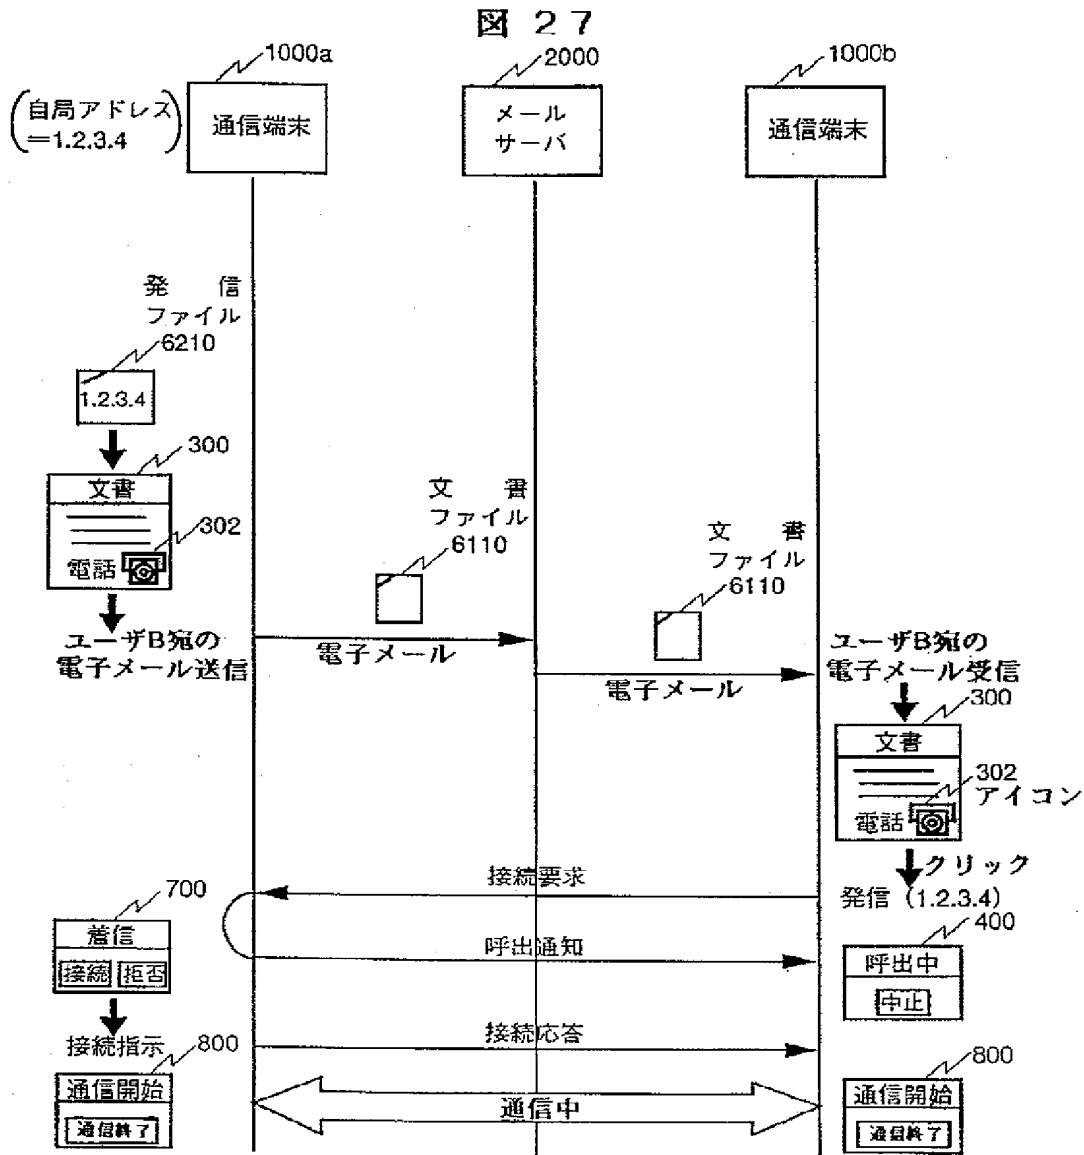 図 27
1000a
2000
1000b
自局アドレス
=1.2.3.4
通信端末
メール
サーバ
通信端末
発 信
ファイル
6210
1.2.3.4
300
文書
302
電話
ユーザB宛の
電子メール送信
文 書
ファイル
6110
電子メール
文 書
ファイル
6110
電子メール
ユーザB宛の
電子メール受信
300
文書
302
アイコン
電話
クリック
発信 (1.2.3.4)
接続要求
700
着信
接続 拒否
呼出通知
400
呼出中
中止
接続指示
接続応答
800
通信開始
通信終了
通信中
800
通信開始
通信終了